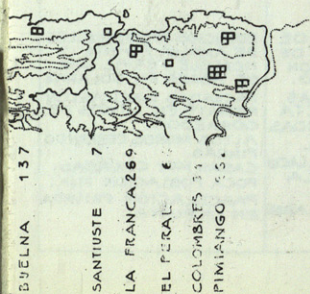 BUELNA 137
SANTIUSTE 7
LA FRANCA. 269
EL PERAL
COLOMBRES
PIMIANGO